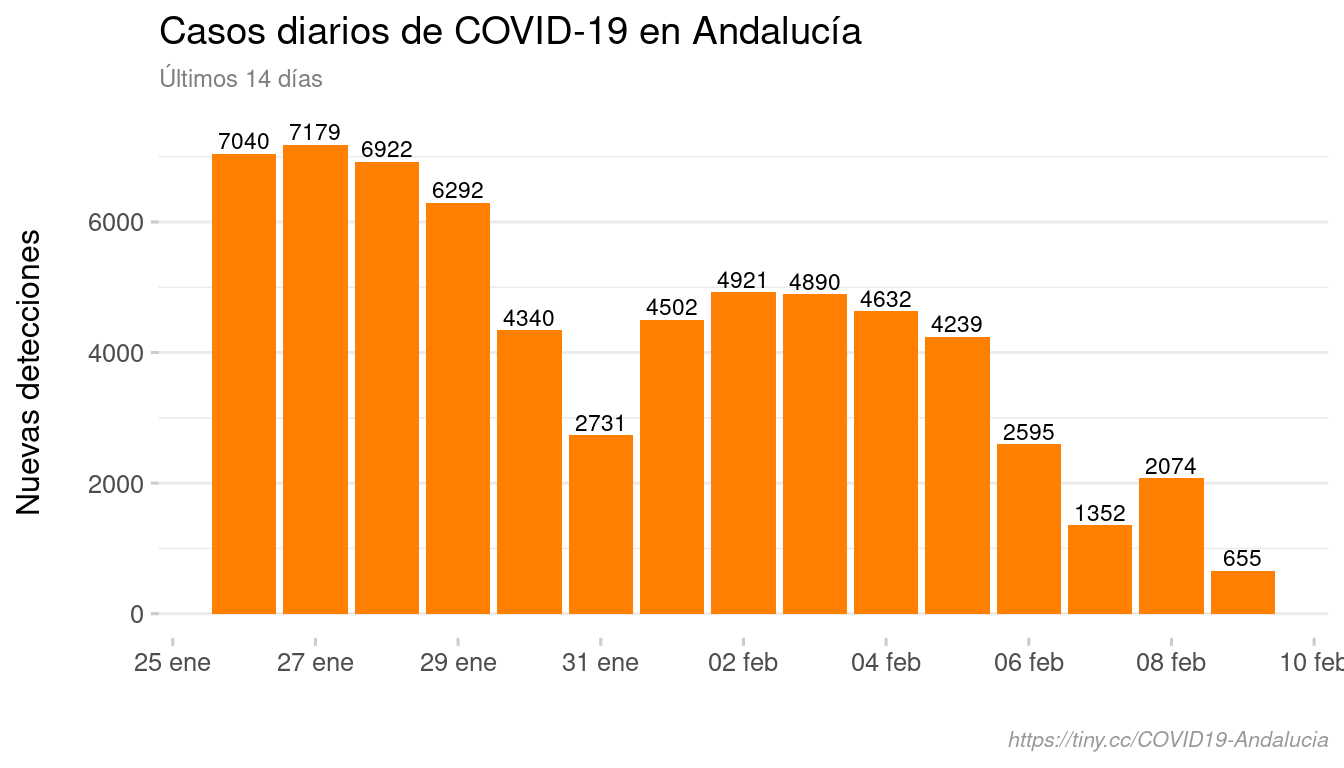 Casos diarios de COVID-19 en Andalucía
Últimos 14 días
Nuevas detecciones
7040
7179
6922
6292
4340
2731
4502
4921
4890
4632
4239
2595
1352
2074
655
6000
4000
2000
0
25 ene
27 ene
29 ene
31 ene
02 feb
04 feb
06 feb
08 feb
10 feb
https://tiny.cc/COVID19-Andalucia